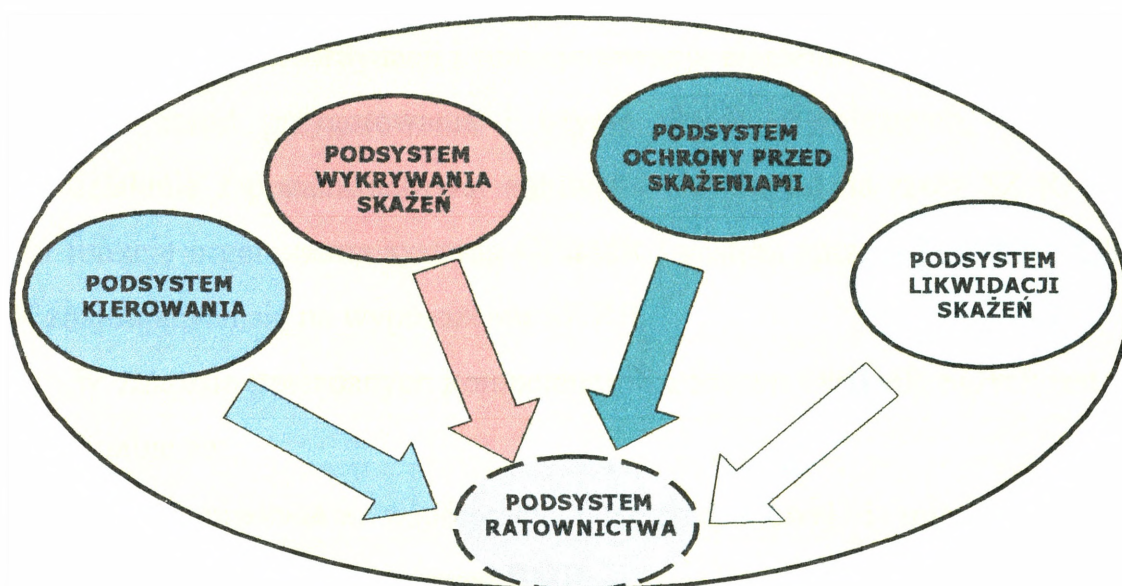 PODSYSTEM
WYKRYWANIA
SKAŻEŃ
PODSYSTEM
OCHRONY PRZED
SKAŻENIAMI
PODSYSTEM
KIEROWANIA
PODSYSTEM
LIKWIDACJI
SKAŻEŃ
PODSYSTEM
RATOWNICTWA